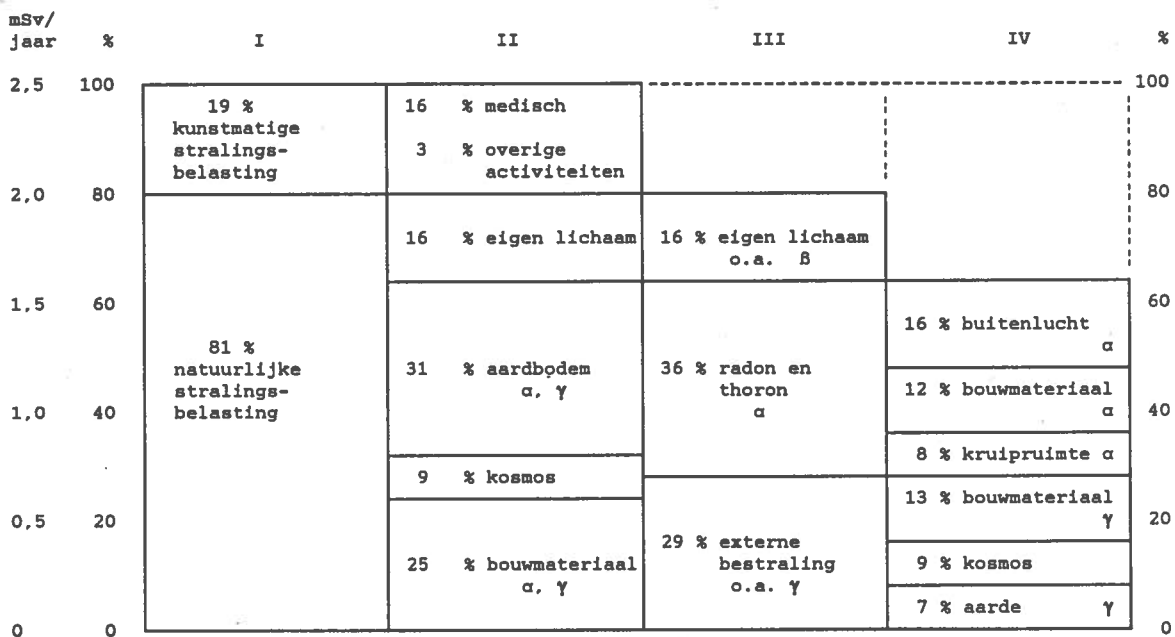 mSv/
jaar % I II III IV %
2,5 100 100
19 % 16 % medisch
kunstmatige
stralings- 3 % overige
belasting activiteiten
2,0 80 80
16 % eigen lichaam 16 % eigen lichaam
o.a. ß
1,5 60 60
16 % buitenlucht
α
81 %
natuurlijke 31 % aardbodem 36 % radon en
stralings- α, γ thoron 12 % bouwmateriaal
belasting α α
1,0 40 40
8 % kruipruimte α
9 % kosmos
13 % bouwmateriaal
γ
0,5 20 20
29 % externe
25 % bouwmateriaal bestraling 9 % kosmos
α, γ o.a. γ
7 % aarde γ
0 0 0